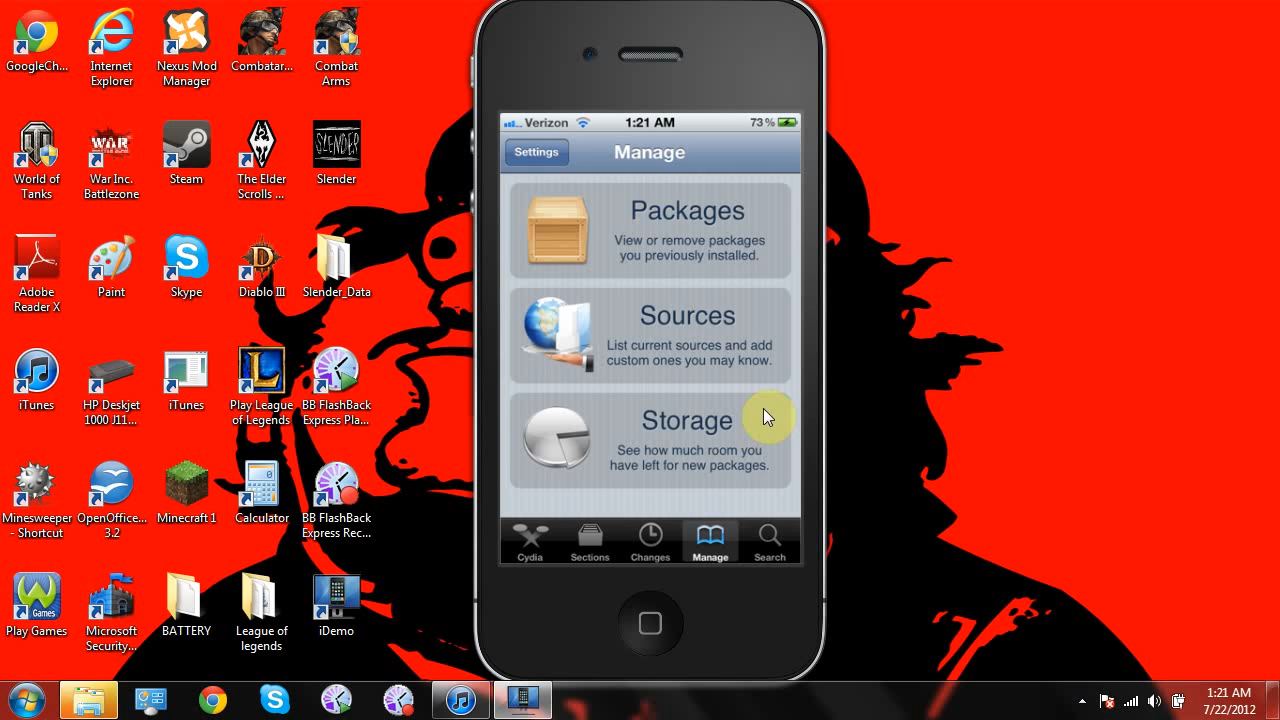 GoogleCh...
Internet
Explorer
Nexus Mod
Manager
Combatar...
Combat
Arms
World of
Tanks
WAR
War Inc.
Battlezone
Steam
The Elder
Scrolls ...
SLENDER
Slender
Adobe
Reader X
Paint
Skype
Diablo III
Slender_Data
iTunes
HP Deskjet
1000 J11...
iTunes
Play League
of Legends
BB FlashBack
Express Pla...
Minesweeper
- Shortcut
OpenOffice...
3.2
Minecraft 1
Calculator
BB FlashBack
Express Rec...
Games
Play Games
Microsoft
Security...
BATTERY
League of
legends
iDemo
Verizon 1:21 AM 73%
Settings Manage
Packages
View or remove packages
you previously installed.
Sources
List current sources and add
custom ones you may know.
Storage
See how much room you
have left for new packages.
Cydia Sections Changes Manage Search
1:21 AM
7/22/2012